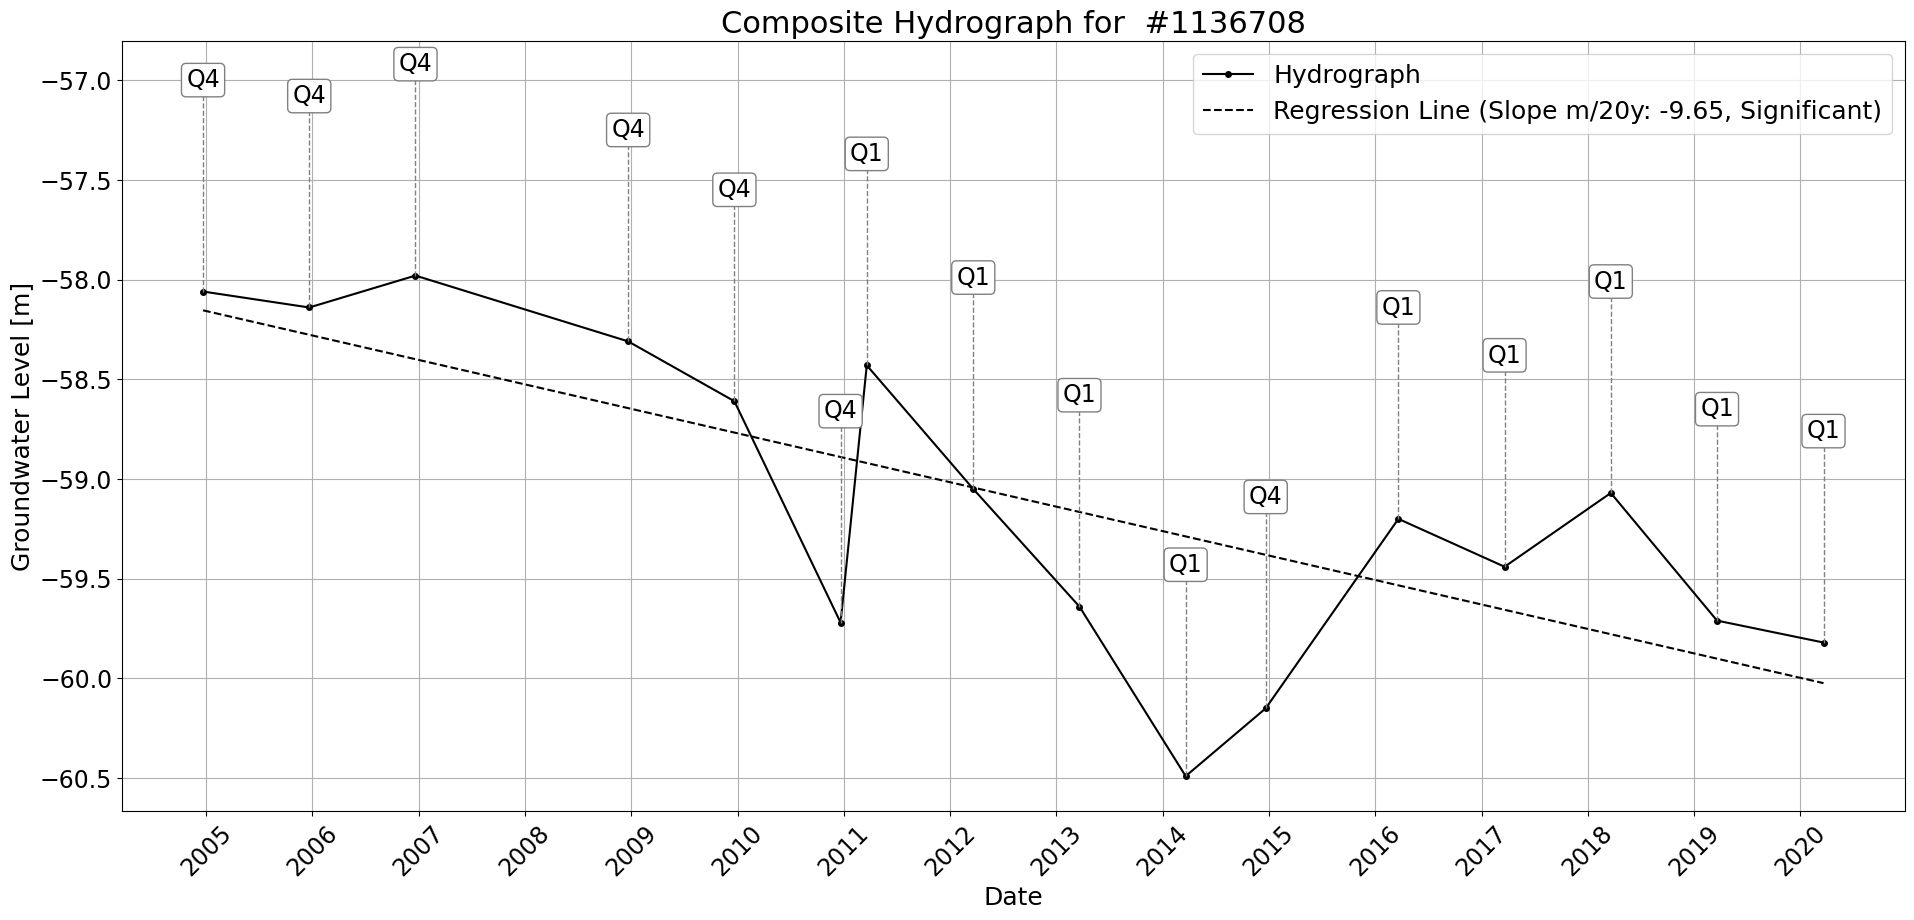 Composite Hydrograph for  #1136708
Hydrograph
Regression Line (Slope m/20y: -9.65, Significant)
Groundwater Level [m]
−57.0
−57.5
−58.0
−58.5
−59.0
−59.5
−60.0
−60.5
Q4
Q4
Q4
Q4
Q4
Q4
Q1
Q1
Q1
Q1
Q4
Q1
Q1
Q1
Q1
Q1
2005
2006
2007
2008
2009
2010
2011
2012
2013
2014
2015
2016
2017
2018
2019
2020
Date